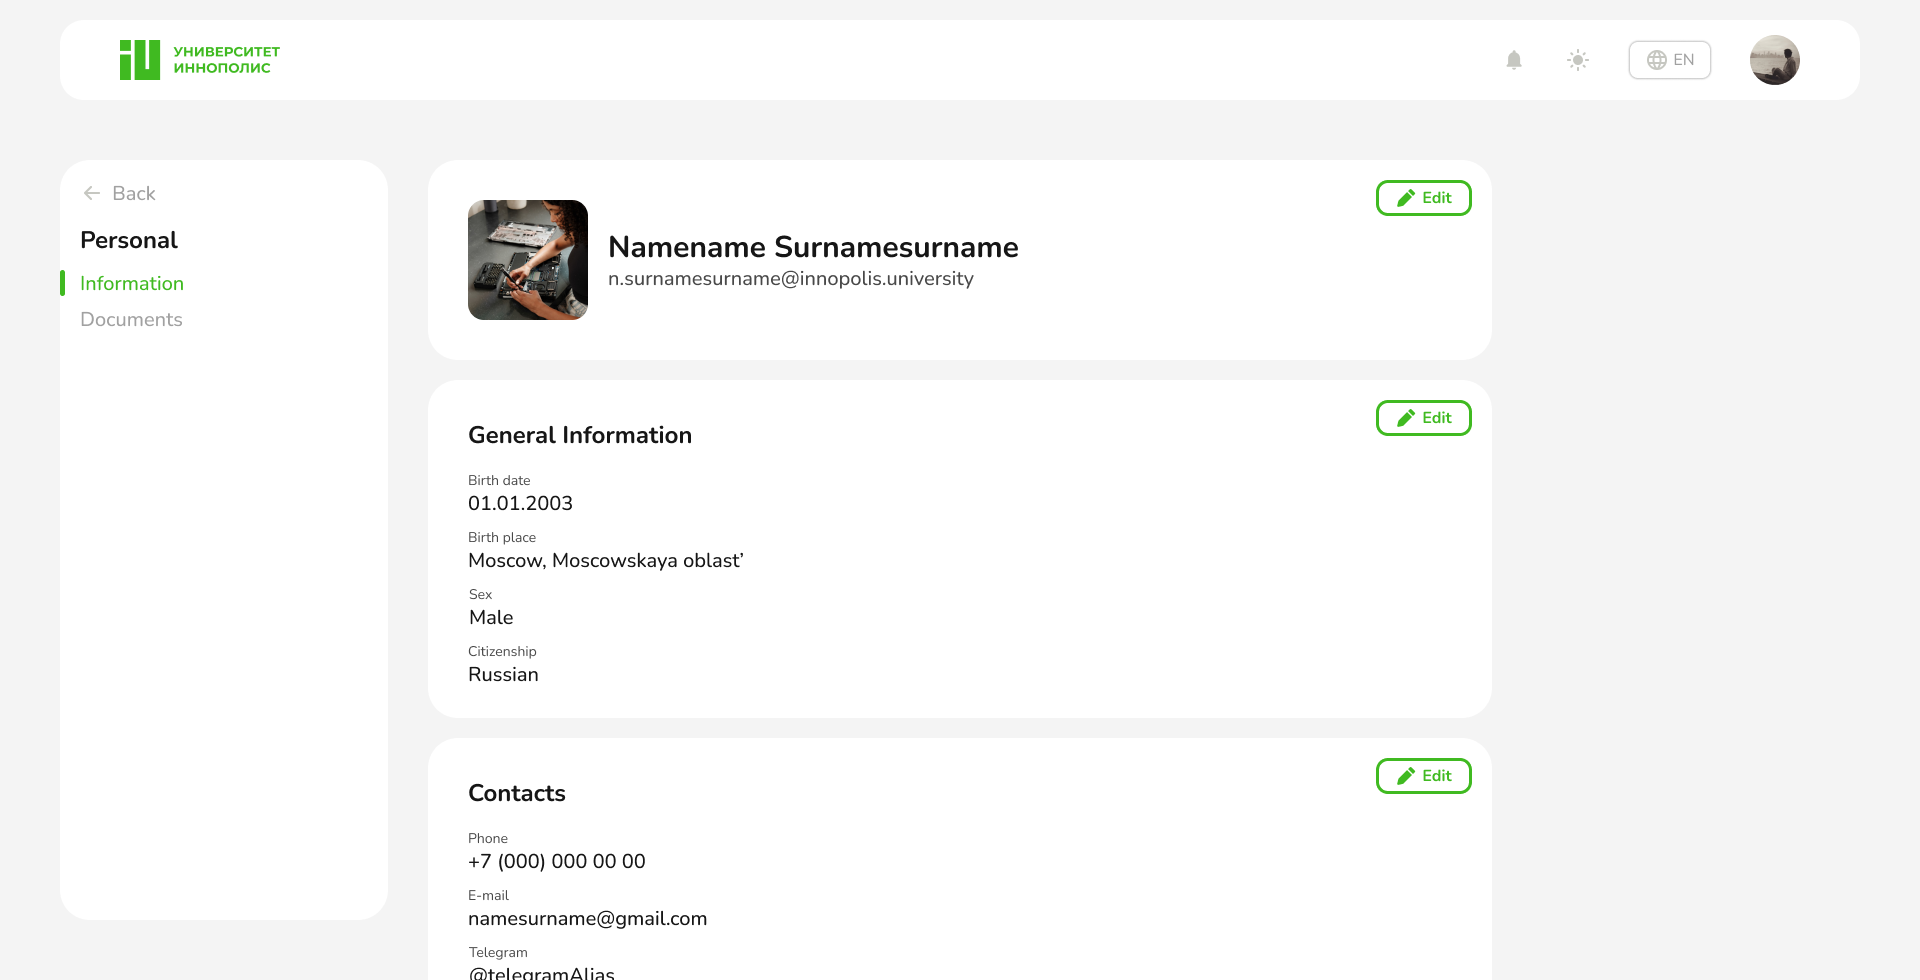 УНИВЕРСИТЕТ
ИННОПОЛИС
EN
Back
Personal
Information
Documents
Edit
Namename Surnamesurname
n.surnamesurname@innopolis.university
Edit
General Information
Birth date
01.01.2003
Birth place
Moscow, Moscowskaya oblast’
Sex
Male
Citizenship
Russian
Edit
Contacts
Phone
+7 (000) 000 00 00
E-mail
namesurname@gmail.com
Telegram
@telegramAlias